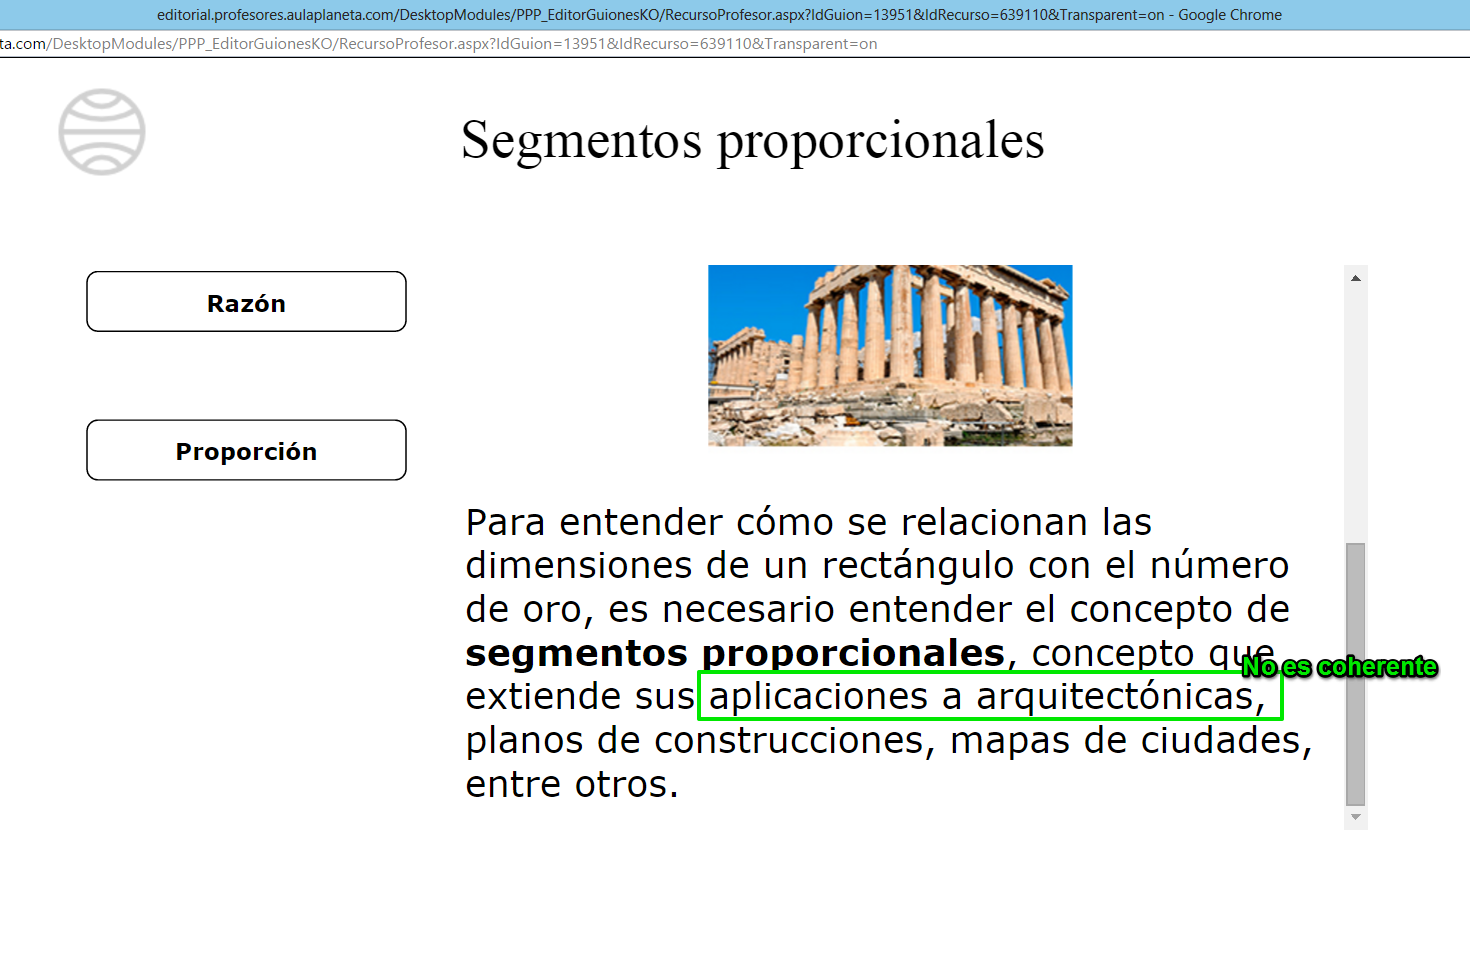 editorial.profesores.aulaplaneta.com/DesktopModules/PPP_EditorGuionesKO/RecursoProfesor.aspx?IdGuion=13951&IdRecurso=639110&Transparent=on - Google Chrome
ta.com/DesktopModules/PPP_EditorGuionesKO/RecursoProfesor.aspx?IdGuion=13951&IdRecurso=639110&Transparent=on
Segmentos proporcionales
Razón
Proporción
Para entender cómo se relacionan las
dimensiones de un rectángulo con el número
de oro, es necesario entender el concepto de
segmentos proporcionales, concepto que
No es coherente
extiende sus aplicaciones a arquitectónicas,
planos de construcciones, mapas de ciudades,
entre otros.